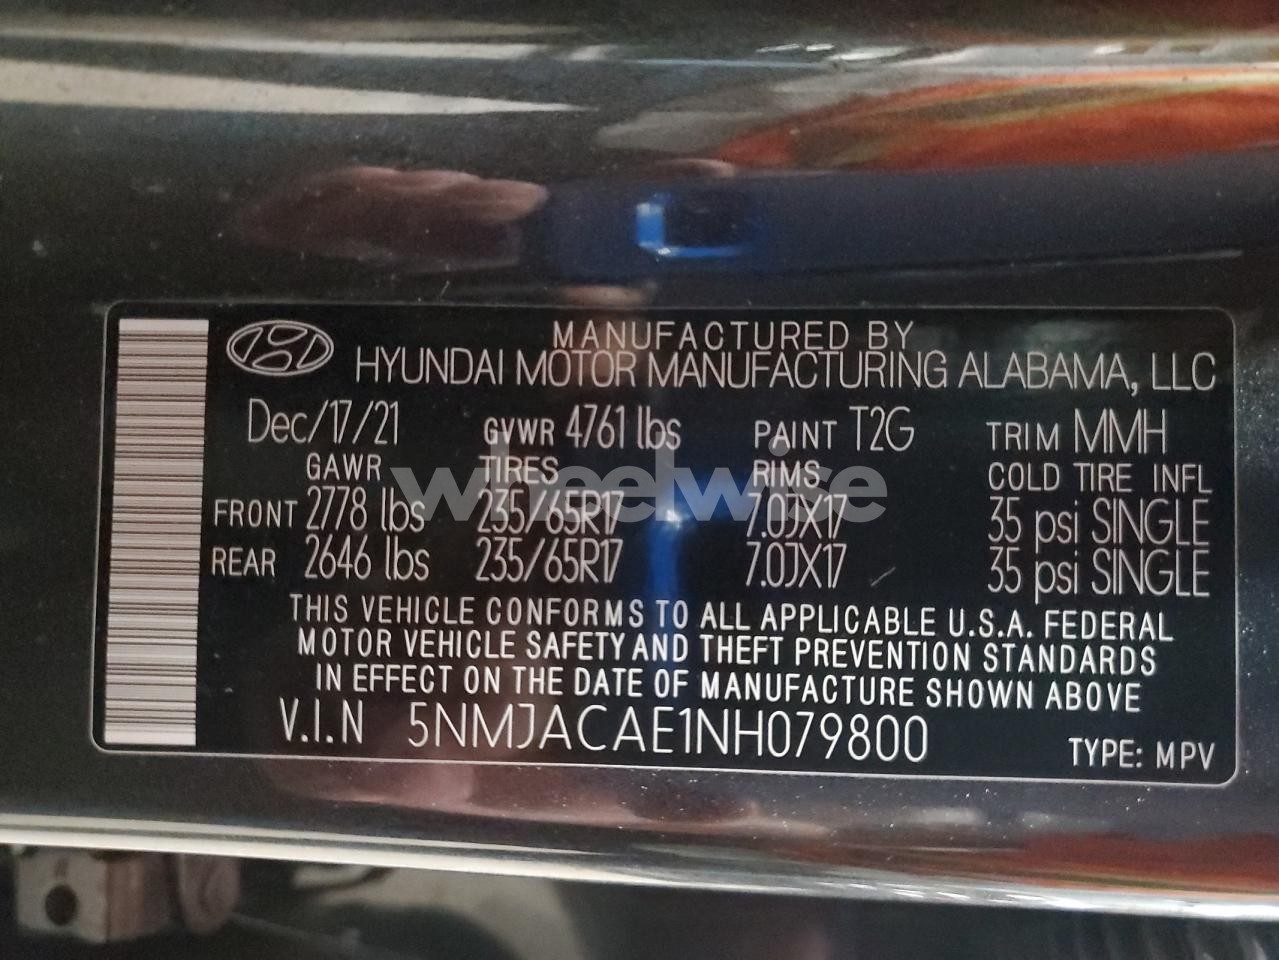 MANUFACTURED BY
HYUNDAI MOTOR MANUFACTURING ALABAMA, LLC
Dec/17/21 GVWR 4761 lbs PAINT T2G TRIM MMH
GAWR TIRES RIMS COLD TIRE INFL
FRONT 2778 lbs 235/65R17 7.0JX17 35 psi SINGLE
REAR 2646 lbs 235/65R17 7.0JX17 35 psi SINGLE
THIS VEHICLE CONFORMS TO ALL APPLICABLE U.S.A. FEDERAL
MOTOR VEHICLE SAFETY AND THEFT PREVENTION STANDARDS
IN EFFECT ON THE DATE OF MANUFACTURE SHOWN ABOVE
V.I.N 5NMJACAE1NH079800 TYPE: MPV
wheelwise